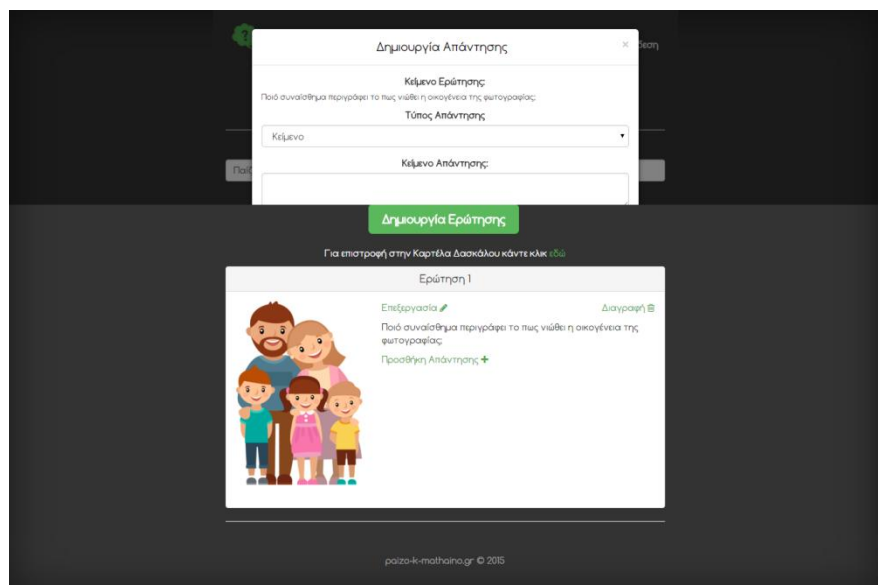 ?
Δημιουργία Απάντησης
×
δεση
Κείμενο Ερώτησης:
Ποιό συναίσθημα περιγράφει το πως νιώθει η οικογένεια της φωτογραφίας;
Τύπος Απάντησης
Κείμενο
Παίζ
Κείμενο Απάντησης:
Δημιουργία Ερώτησης
Για επιστροφή στην Καρτέλα Δασκάλου κάντε κλικ εδώ
Ερώτηση 1
Επεξεργασία
Διαγραφή
Ποιό συναίσθημα περιγράφει το πως νιώθει η οικογένεια της
φωτογραφίας;
Προσθήκη Απάντησης +
paizo-k-mathaino.gr © 2015